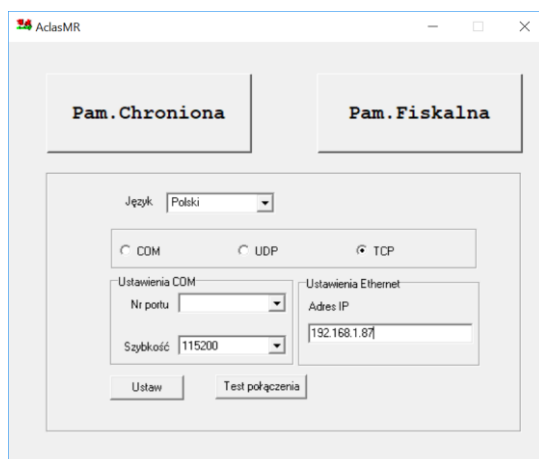 AclasMR
Pam.Chroniona Pam.Fiskalna
Język Polski
COM UDP TCP
Ustawienia COM
Nr portu
Szybkość 115200
Ustawienia Ethernet
Adres IP
192.168.1.87
Ustaw Test połączenia